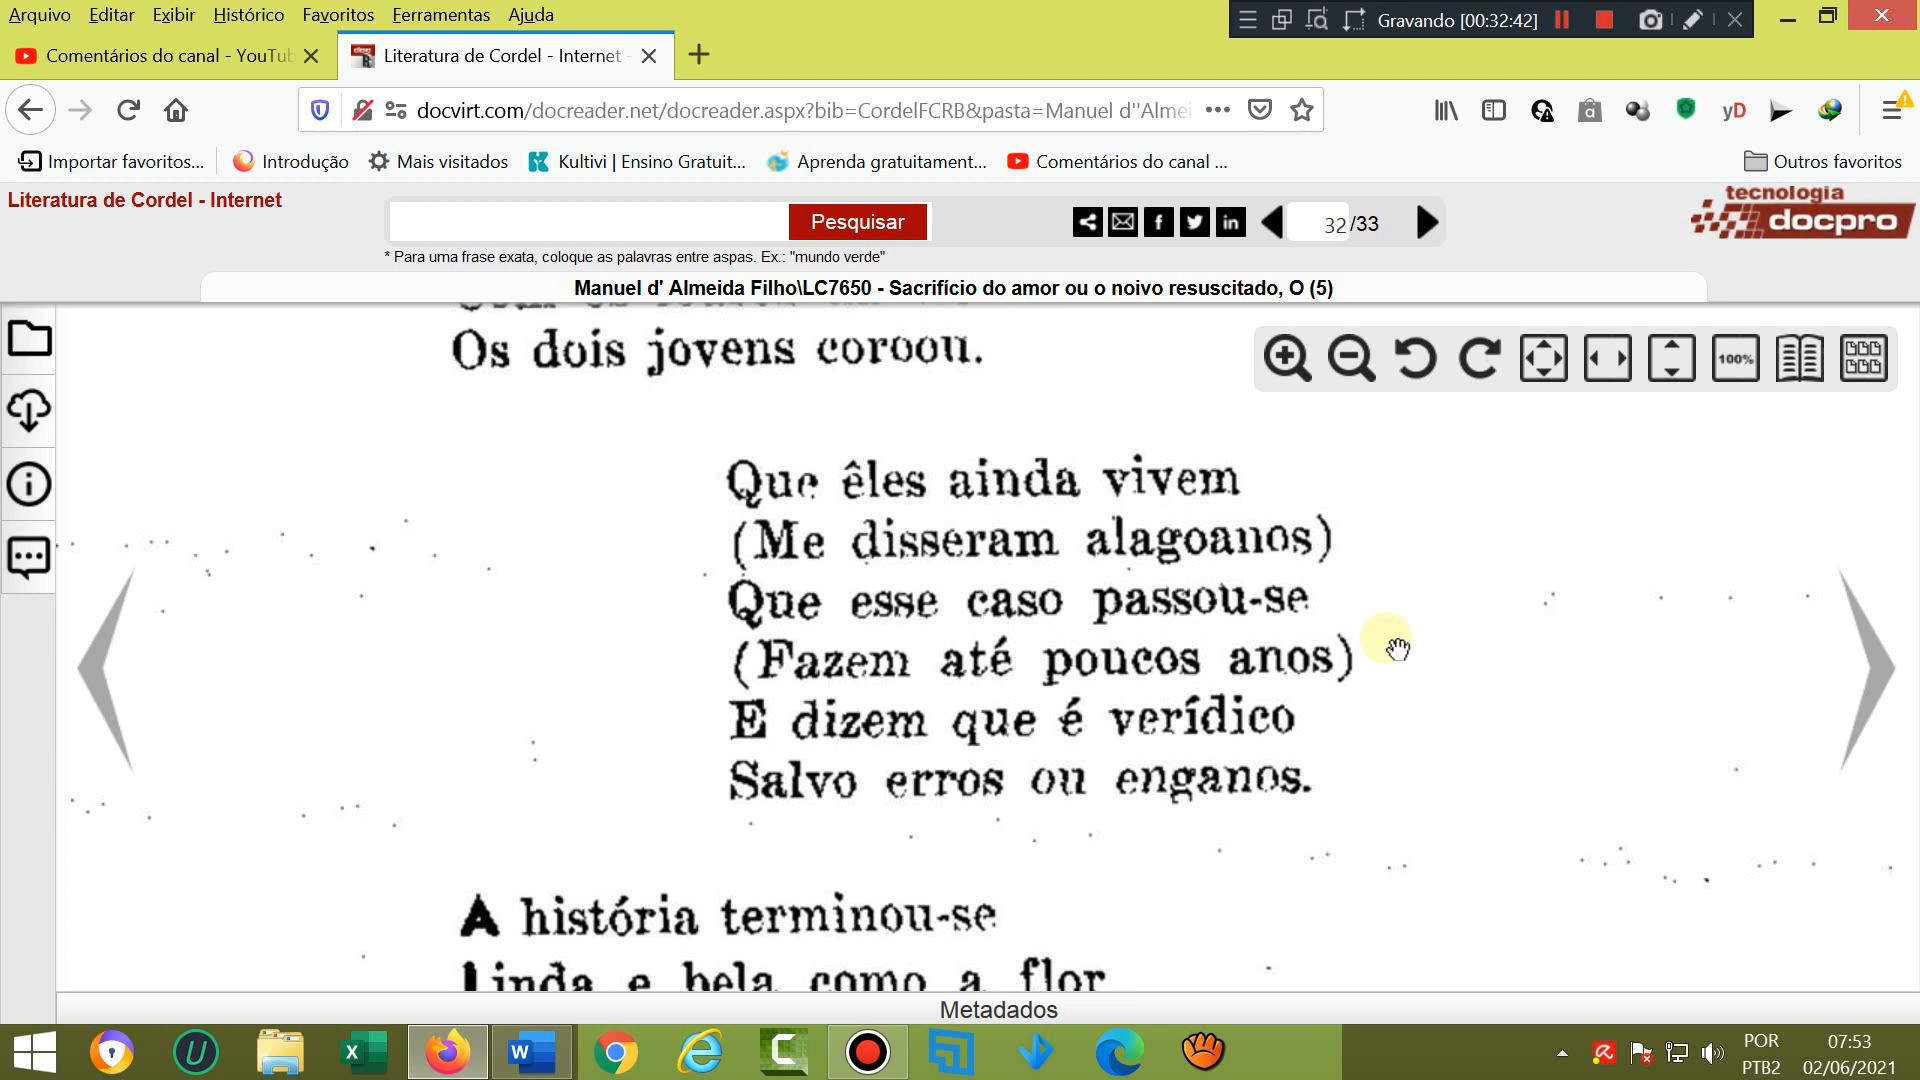 Arquivo Editar Exibir Histórico Favoritos Ferramentas Ajuda
Gravando [00:32:42]
Comentários do canal - YouTub
Literatura de Cordel - Internet -
docvirt.com/docreader.net/docreader.aspx?bib=CordelFCRB&pasta=Manuel d''Almei
yD
Importar favoritos... Introdução Mais visitados Kultivi | Ensino Gratuit... Aprenda gratuitament... Comentários do canal ... Outros favoritos
Literatura de Cordel - Internet
Pesquisar
32/33
tecnologia
docpro
* Para uma frase exata, coloque as palavras entre aspas. Ex.: "mundo verde"
Manuel d' Almeida Filho\LC7650 - Sacrifício do amor ou o noivo resuscitado, O (5)
100%
Os dois jovens coroou.
Que êles ainda vivem
(Me disseram alagoanos)
Que esse caso passou-se
(Fazem até poucos anos)
E dizem que é verídico
Salvo erros ou enganos.
A história terminou-se
Linda e bela como a flor
Metadados
POR
PTB2
07:53
02/06/2021